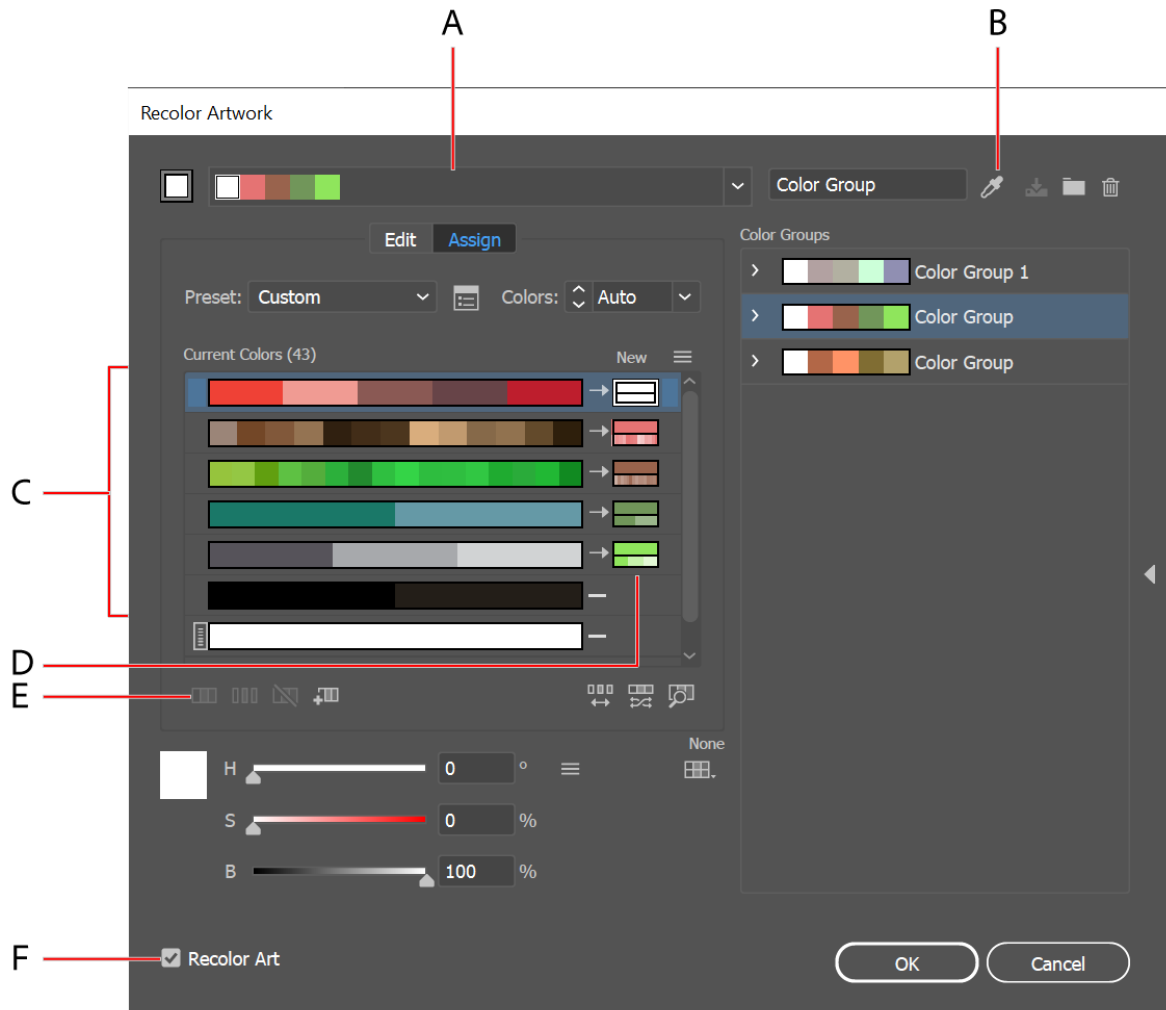 A B
Recolor Artwork
Color Group
Edit Assign
Color Groups
Preset: Custom Colors: Auto
Color Group 1
Color Group
Color Group
Current Colors (43) New
C
D
E
None
H 0 °
S 0 %
B 100 %
F Recolor Art
OK Cancel